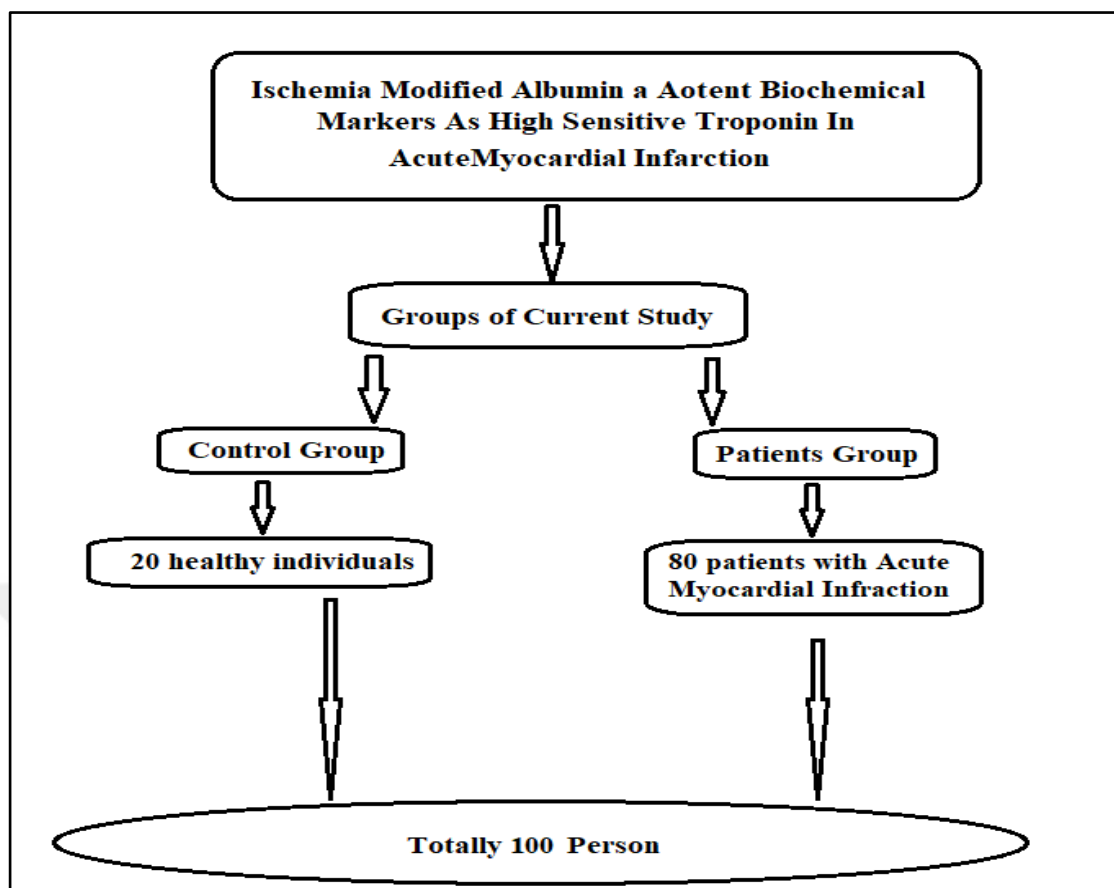 Ischemia Modified Albumin a Aotent Biochemical
Markers As High Sensitive Troponin In
AcuteMyocardial Infarction
Groups of Current Study
Control Group
Patients Group
20 healthy individuals
80 patients with Acute
Myocardial Infraction
Totally 100 Person